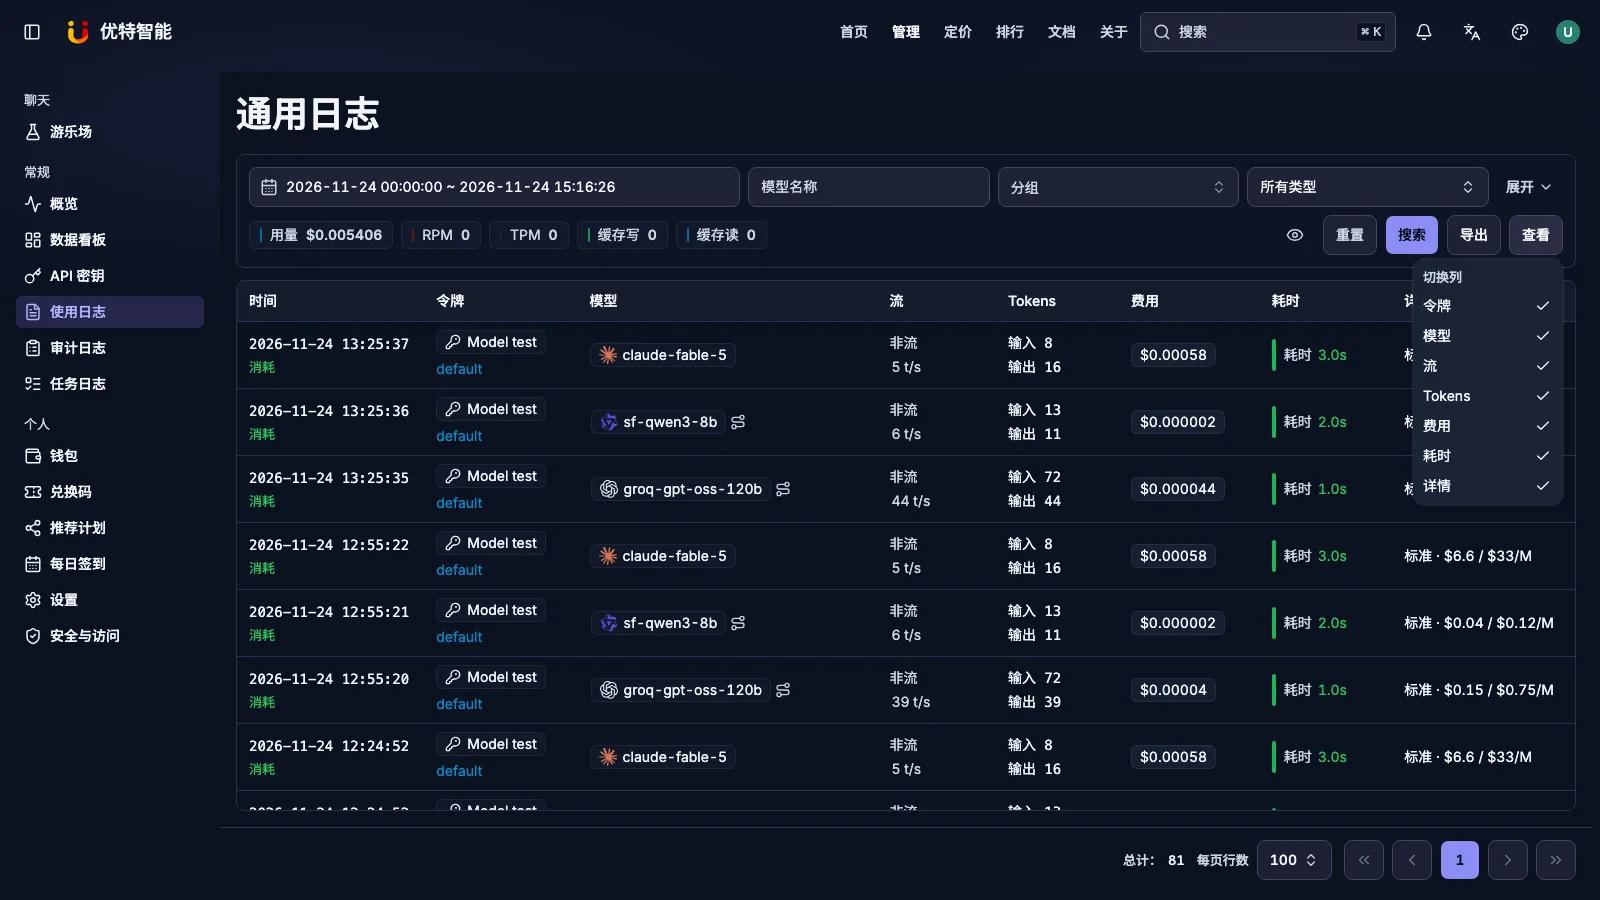 优特智能
首页 管理 定价 排行 文档 关于 搜索 ⌘ K U
聊天
游乐场
常规
概览
数据看板
API 密钥
使用日志
审计日志
任务日志
个人
钱包
兑换码
推荐计划
每日签到
设置
安全与访问
通用日志
2026-11-24 00:00:00 ~ 2026-11-24 15:16:26 模型名称 分组 所有类型 展开
用量 $0.005406 RPM 0 TPM 0 缓存写 0 缓存读 0 重置 搜索 导出 查看
切换列
令牌
模型
流
Tokens
费用
耗时
详情
时间 令牌 模型 流 Tokens 费用 耗时
2026-11-24 13:25:37 Model test claude-fable-5 非流 输入 8 $0.00058 耗时 3.0s
消耗 default 5 t/s 输出 16
2026-11-24 13:25:36 Model test sf-qwen3-8b 非流 输入 13 $0.000002 耗时 2.0s
消耗 default 6 t/s 输出 11
2026-11-24 13:25:35 Model test groq-gpt-oss-120b 非流 输入 72 $0.000044 耗时 1.0s
消耗 default 44 t/s 输出 44
2026-11-24 12:55:22 Model test claude-fable-5 非流 输入 8 $0.00058 耗时 3.0s 标准 · $6.6 / $33/M
消耗 default 5 t/s 输出 16
2026-11-24 12:55:21 Model test sf-qwen3-8b 非流 输入 13 $0.000002 耗时 2.0s 标准 · $0.04 / $0.12/M
消耗 default 6 t/s 输出 11
2026-11-24 12:55:20 Model test groq-gpt-oss-120b 非流 输入 72 $0.00004 耗时 1.0s 标准 · $0.15 / $0.75/M
消耗 default 39 t/s 输出 39
2026-11-24 12:24:52 Model test claude-fable-5 非流 输入 8 $0.00058 耗时 3.0s 标准 · $6.6 / $33/M
消耗 default 5 t/s 输出 16
总计: 81 每页行数 100 1